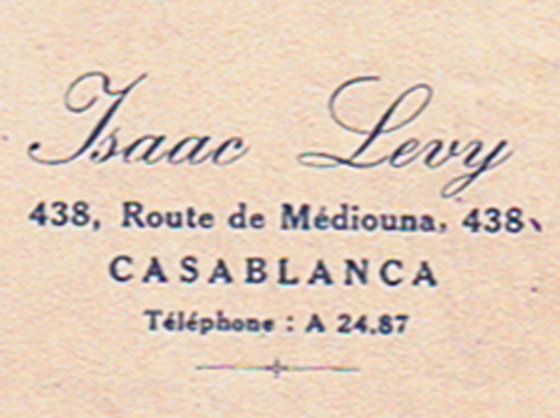 Isaac Levy
438, Route de Médiouna, 438
CASABLANCA
Téléphone : A 24.87